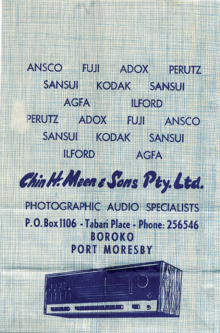 ANSCO FUJI ADOX PERUTZ
SANSUI KODAK SANSUI
AGFA ILFORD
PERUTZ ADOX FUJI ANSCO
SANSUI KODAK SANSUI
ILFORD AGFA
Chin H. Meen & Sons Pty. Ltd.
PHOTOGRAPHIC AUDIO SPECIALISTS
P.O. Box 1106 - Tabari Place - Phone: 256546
BOROKO
PORT MORESBY